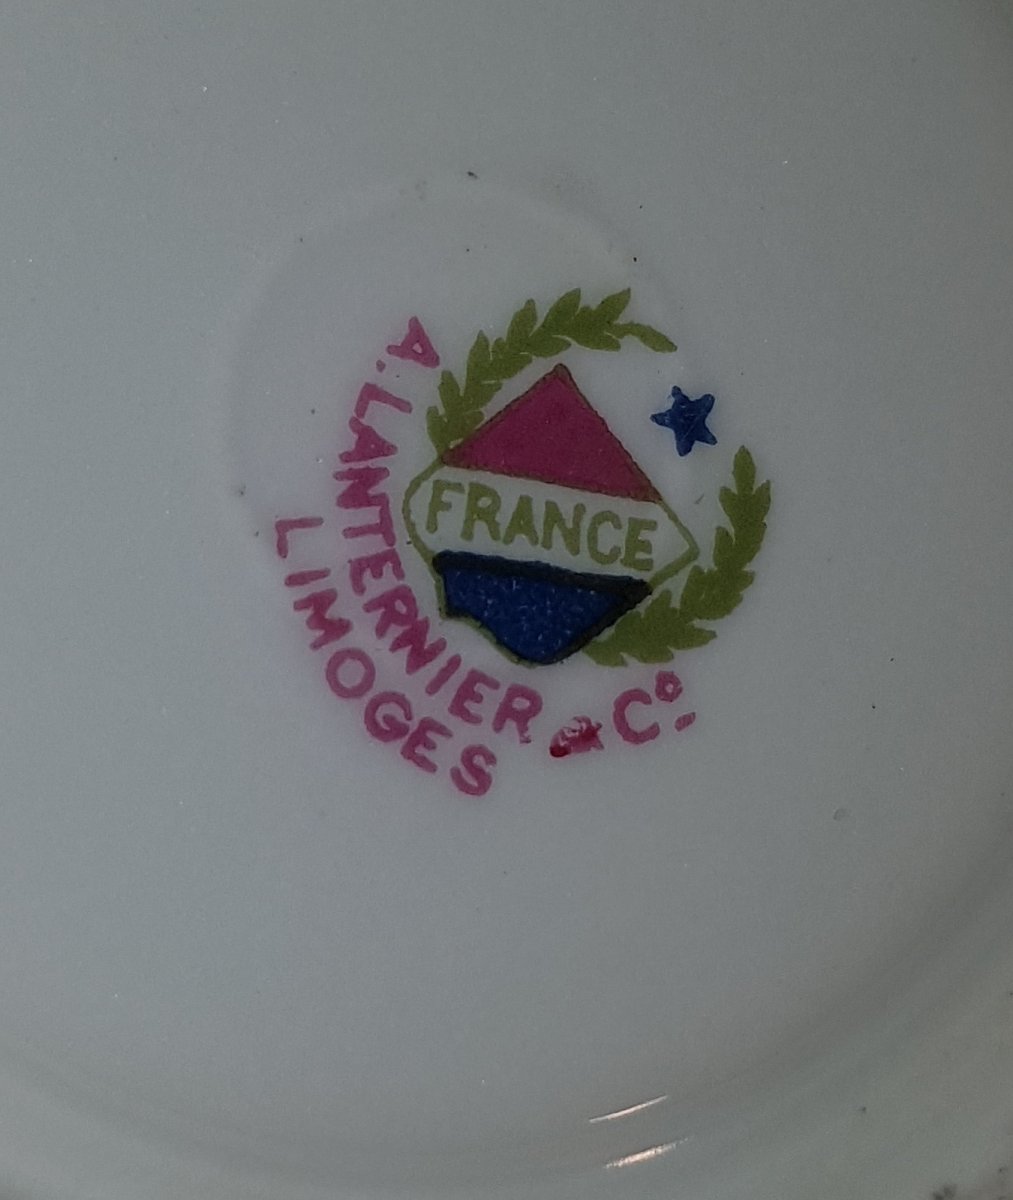 FRANCE
A. LANTERNIER & Cº.
LIMOGES